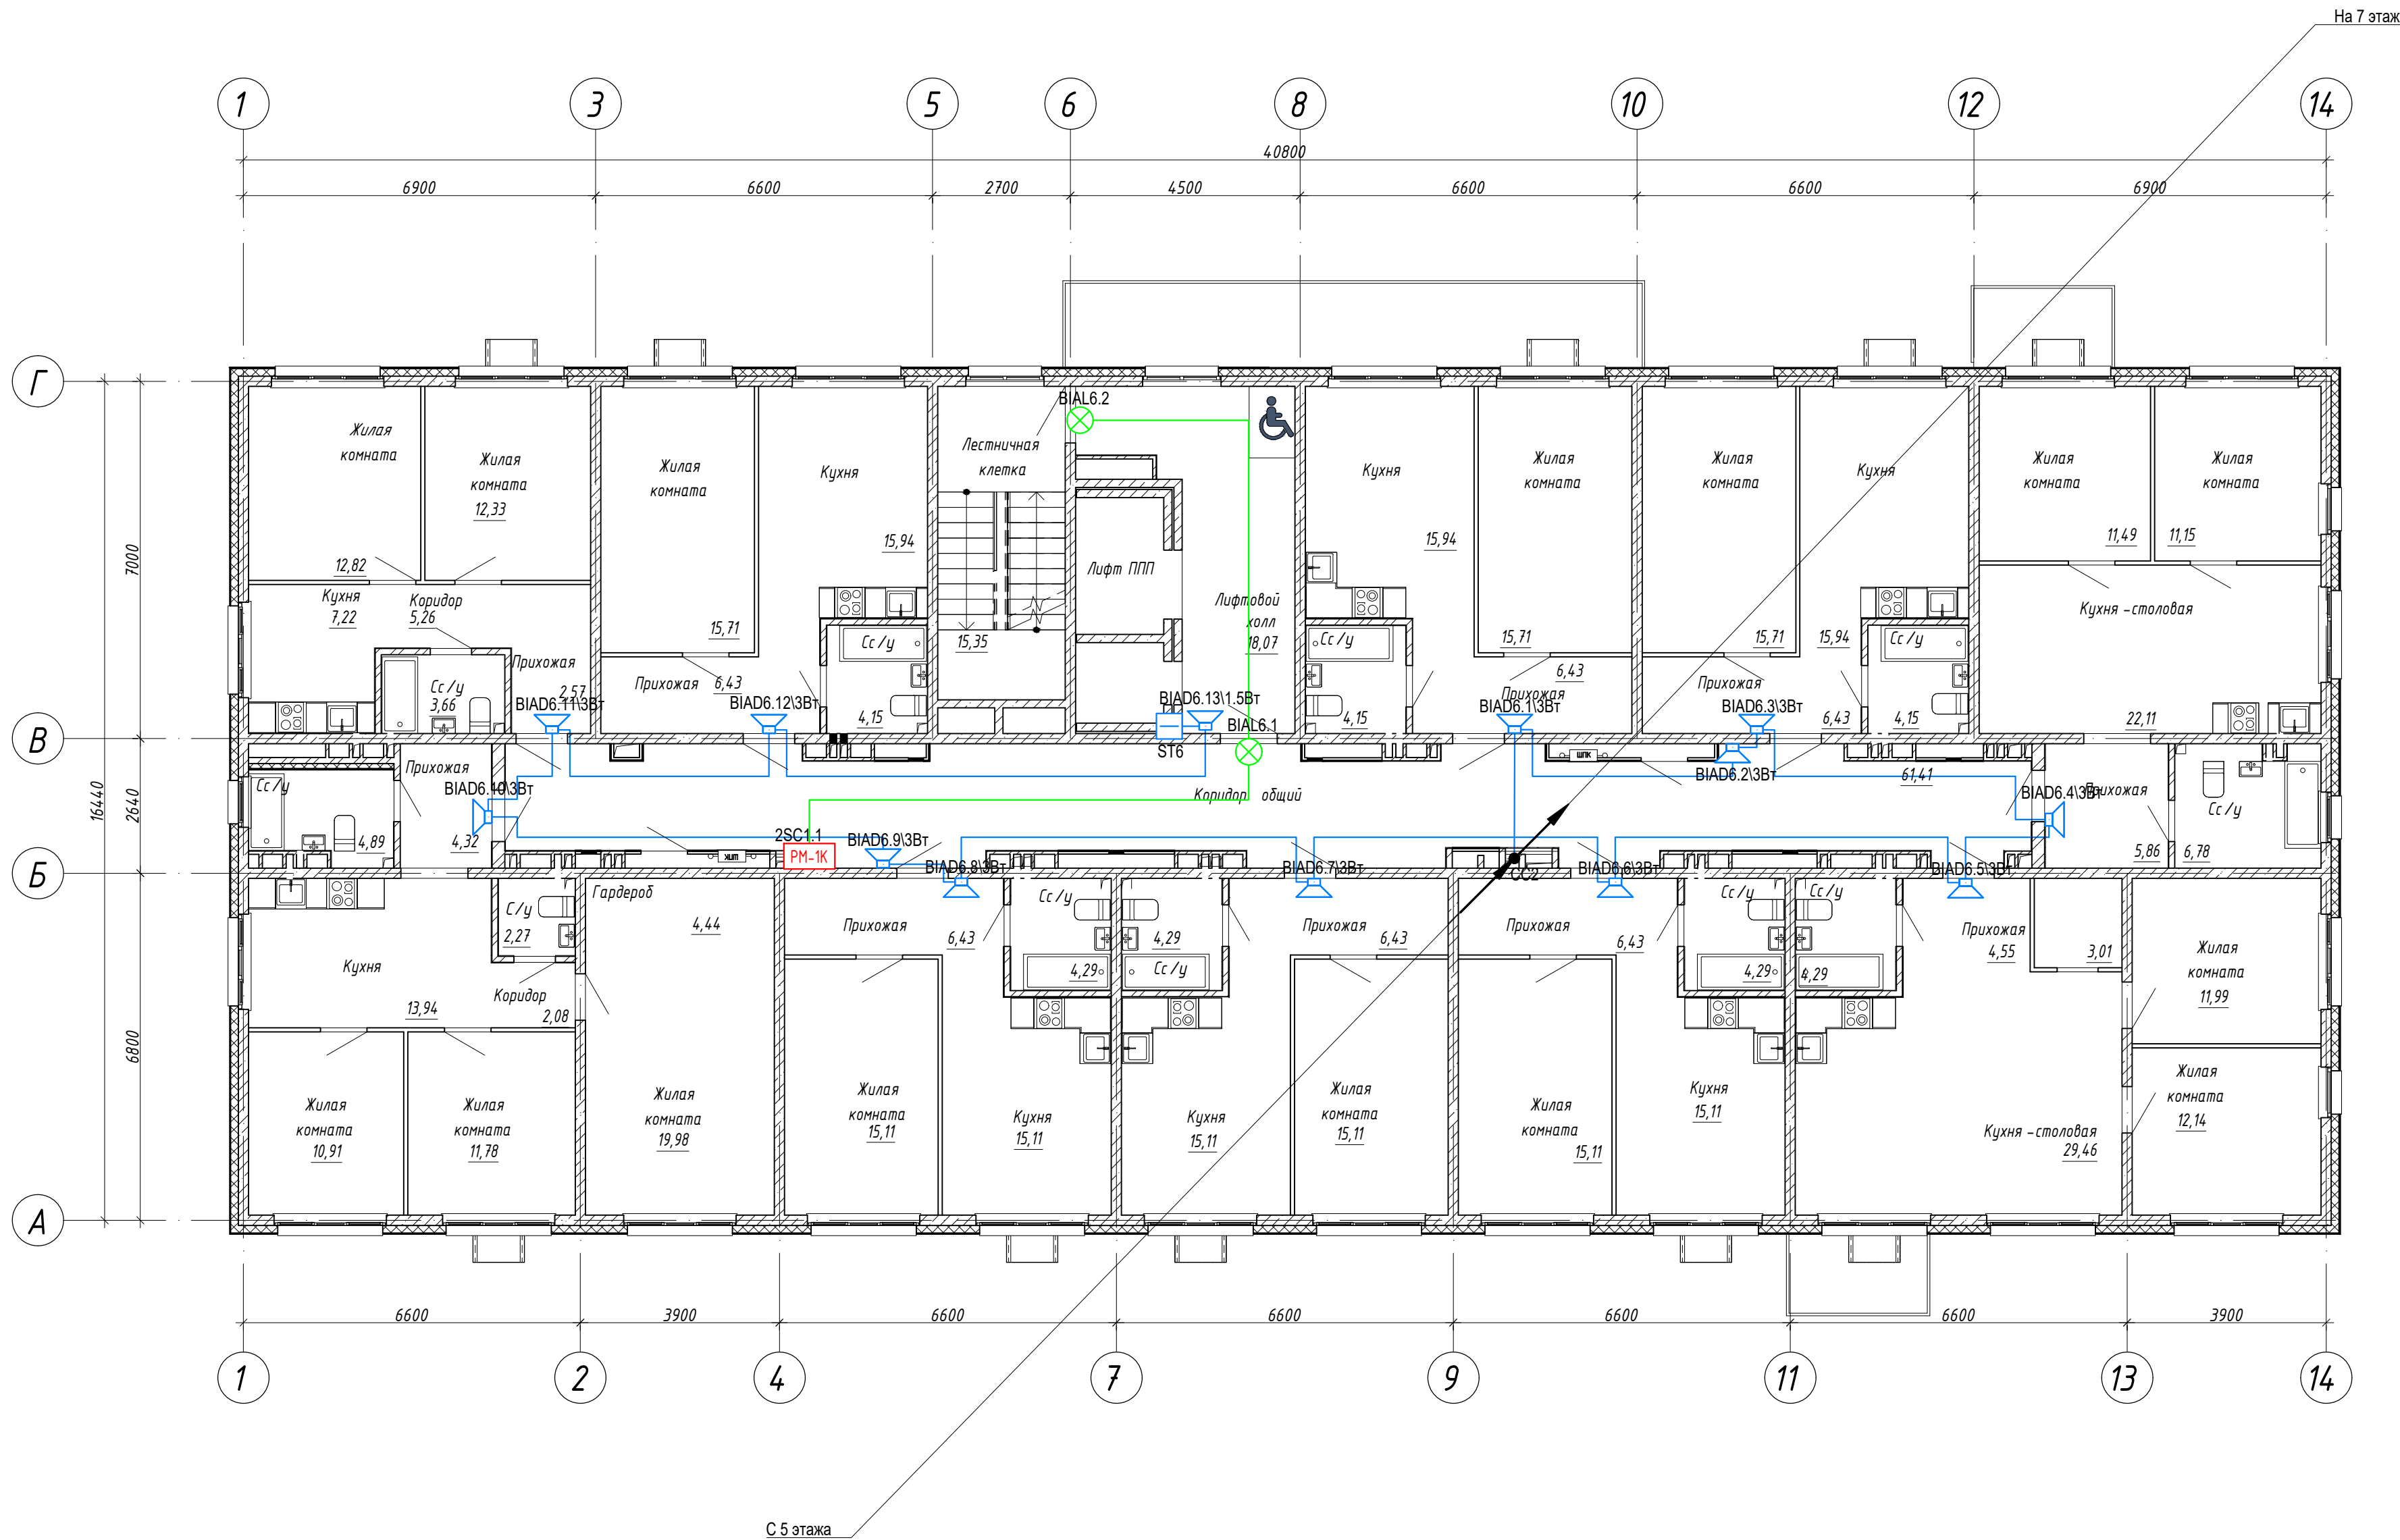 На 7 этаж
1
3
5
6
8
10
12
14
40800
6900
6600
2700
4500
6600
6600
6900
Г
В
Б
А
7000
2640
6800
16440
BIAL6.2
Жилая
комната
12,82
Жилая
комната
12,33
Жилая
комната
15,71
Кухня
15,94
Лестничная
клетка
15,35
Лифт ППП
Лифтовой
холл
18,07
Кухня
15,94
Жилая
комната
15,71
Жилая
комната
15,71
Кухня
15,94
Жилая
комната
11,49
Жилая
комната
11,15
Кухня
7,22
Коридор
5,26
Прихожая
2,57
Сс/у
3,66
Прихожая
6,43
Сс/у
4,15
Сс/у
4,15
Прихожая
6,43
Прихожая
6,43
Сс/у
4,15
Кухня-столовая
22,11
BIAD6.11\3Вт
BIAD6.12\3Вт
BIAD6.13\1.5Вт
BIAL6.1
ST6
BIAD6.1\3Вт
BIAD6.3\3Вт
BIAD6.2\3Вт
ШПК
61,41
Коридор общий
Сс/у
4,89
Прихожая
4,32
BIAD6.10\3Вт
BIAD6.4\3Вт
Прихожая
5,86
Сс/у
6,78
ШПК
2SC1.1
РМ-1К
BIAD6.9\3Вт
BIAD6.8\3Вт
BIAD6.7\3Вт
СС2
BIAD6.6\3Вт
BIAD6.5\3Вт
Гардероб
4,44
С/у
2,27
Кухня
13,94
Коридор
2,08
Прихожая
6,43
Сс/у
4,29
4,29
Сс/у
Прихожая
6,43
Прихожая
6,43
Сс/у
4,29
Сс/у
4,29
Прихожая
4,55
3,01
Жилая
комната
11,99
Жилая
комната
10,91
Жилая
комната
11,78
Жилая
комната
19,98
Жилая
комната
15,11
Кухня
15,11
Кухня
15,11
Жилая
комната
15,11
Жилая
комната
15,11
Кухня
15,11
Кухня-столовая
29,46
Жилая
комната
12,14
6600
3900
6600
6600
6600
6600
3900
1
2
4
7
9
11
13
14
С 5 этажа